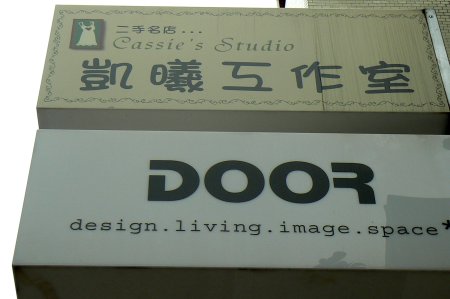 二手名店...
Cassie's Studio
凱曦工作室
DOOR
design.living.image.space*